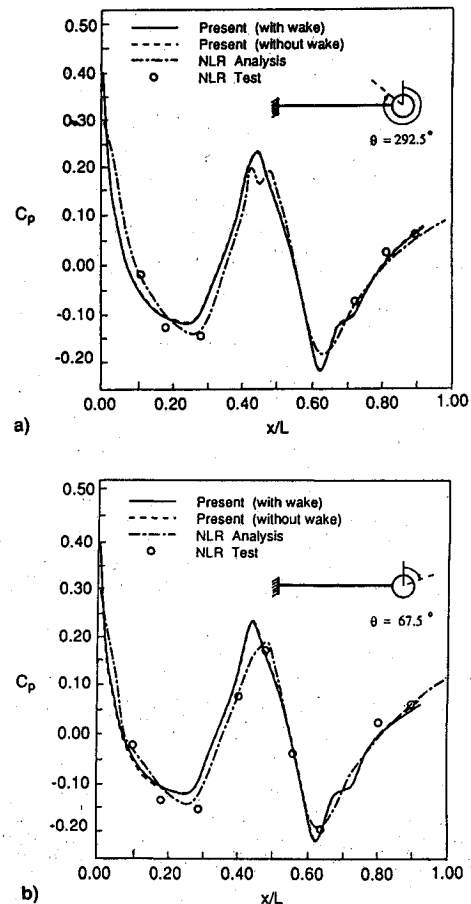 0.50
Present (with wake)
Present (without wake)
0.40
NLR Analysis
NLR Test
0.30
θ = 292.5°
0.20
Cp
0.10
0.00
-0.10
-0.20
0.00 0.20 0.40 0.60 0.80 1.00
a)
x/L
0.50
Present (with wake)
Present (without wake)
0.40
NLR Analysis
NLR Test
0.30
θ = 67.5°
0.20
Cp
0.10
0.00
-0.10
-0.20
0.00 0.20 0.40 0.60 0.80 1.00
b)
x/L